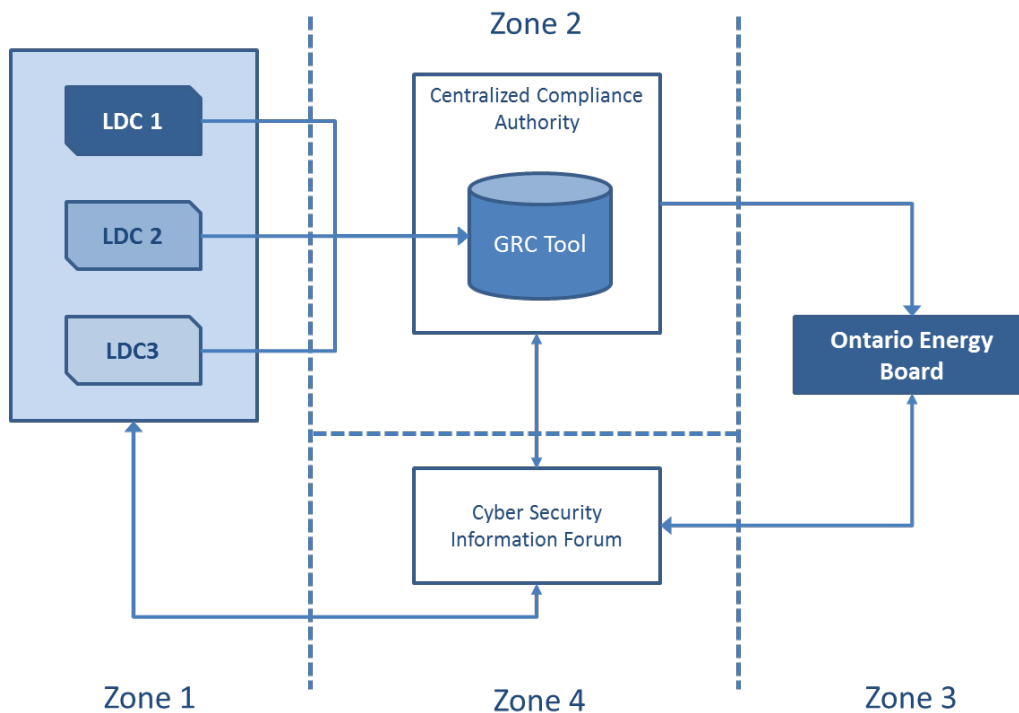 Zone 2
LDC 1
LDC 2
LDC3
Centralized Compliance
Authority
GRC Tool
Ontario Energy
Board
Cyber Security
Information Forum
Zone 1
Zone 4
Zone 3